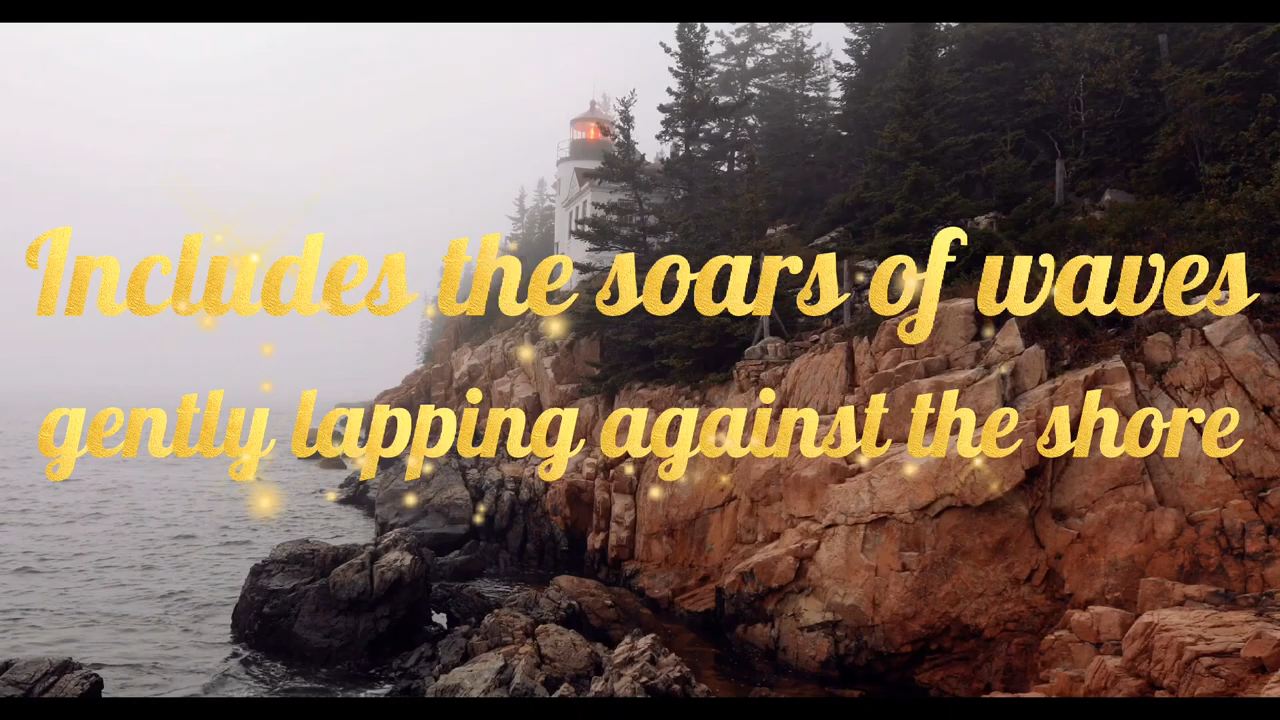 Includes the soars of waves
gently lapping against the shore